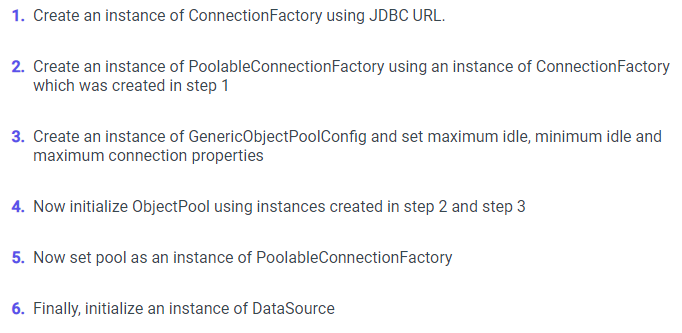 1. Create an instance of ConnectionFactory using JDBC URL.
2. Create an instance of PoolableConnectionFactory using an instance of ConnectionFactory
which was created in step 1
3. Create an instance of GenericObjectPoolConfig and set maximum idle, minimum idle and
maximum connection properties
4. Now initialize ObjectPool using instances created in step 2 and step 3
5. Now set pool as an instance of PoolableConnectionFactory
6. Finally, initialize an instance of DataSource